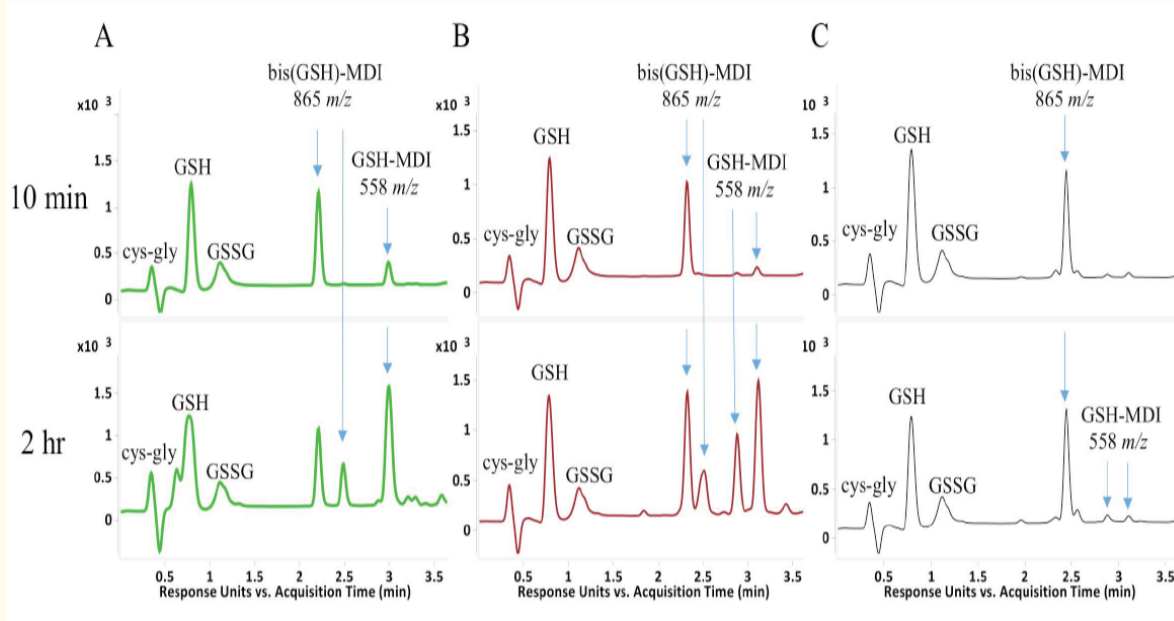 A
B
C
bis(GSH)-MDI
865 m/z
bis(GSH)-MDI
865 m/z
bis(GSH)-MDI
865 m/z
x10 3
x10 3
10 3
10 min
1.5
1
0.5
0
cys-gly
GSH
GSSG
GSH-MDI
558 m/z
1.5
1
0.5
0
cys-gly
GSH
GSSG
GSH-MDI
558 m/z
1.5
1
0.5
0
cys-gly
GSH
GSSG
2 hr
x10 3
1.5
1
0.5
0
cys-gly
GSH
GSSG
x10 3
1.5
1
0.5
0
cys-gly
GSH
GSSG
10 3
1.5
1
0.5
0
cys-gly
GSH
GSSG
GSH-MDI
558 m/z
0.5 1 1.5 2 2.5 3 3.5
Response Units vs. Acquisition Time (min)
0.5 1 1.5 2 2.5 3 3.5
Response Units vs. Acquisition Time (min)
0.5 1 1.5 2 2.5 3 3.5
Response Units vs. Acquisition Time (min)